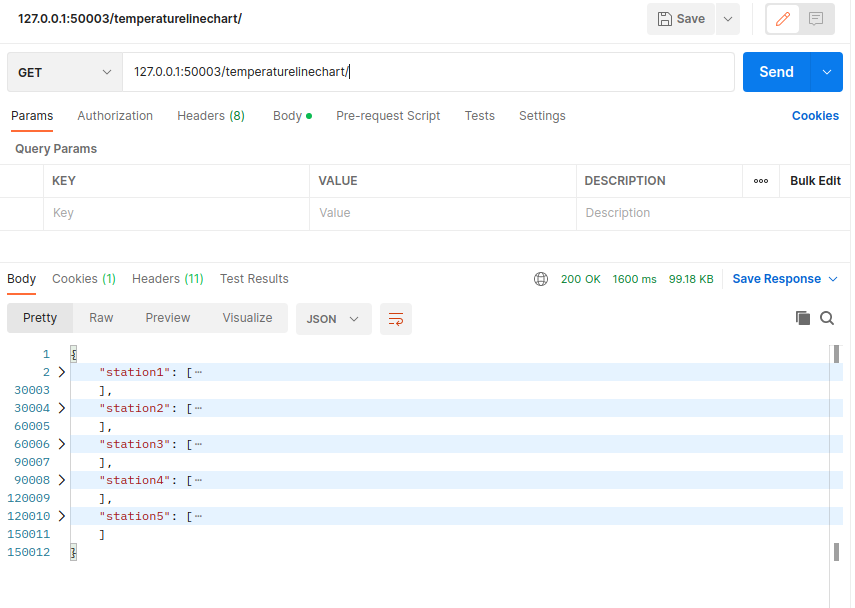 127.0.0.1:50003/temperaturelinechart/
Save
GET
127.0.0.1:50003/temperaturelinechart/
Send
Params Authorization Headers (8) Body Pre-request Script Tests Settings Cookies
Query Params
KEY VALUE DESCRIPTION Bulk Edit
Key Value Description
Body Cookies (1) Headers (11) Test Results 200 OK 1600 ms 99.18 KB Save Response
Pretty Raw Preview Visualize JSON
1 {
2 "station1": [⋯
30003 ],
30004 "station2": [⋯
60005 ],
60006 "station3": [⋯
90007 ],
90008 "station4": [⋯
120009 ],
120010 "station5": [⋯
150011 ]
150012 }